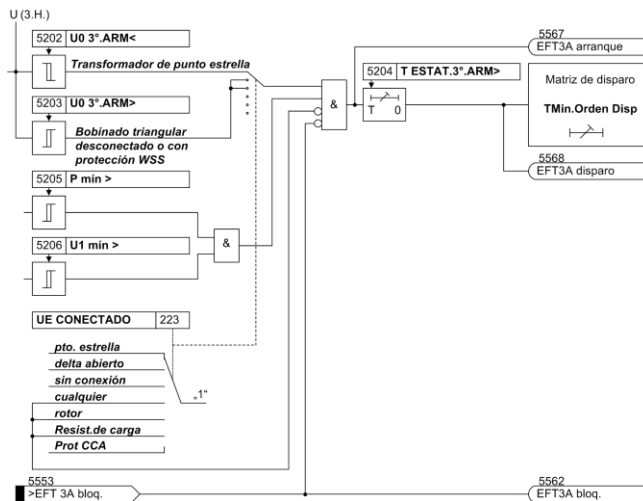 U (3.H.)
5202 U0 3°.ARM<
Transformador de punto estrella
5203 U0 3°.ARM>
Bobinado triangular
desconectado o con
protección WSS
5205 P min >
5206 U1 min >
&
&
5204 T ESTAT.3°.ARM>
T 0
5567
EFT3A arranque
Matriz de disparo
TMin.Orden Disp
5568
EFT3A disparo
UE CONECTADO 223
pto. estrella
delta abierto
sin conexión
cualquier
rotor
Resist.de carga
Prot CCA
„1“
5553
>EFT 3A bloq.
5562
EFT3A bloq.